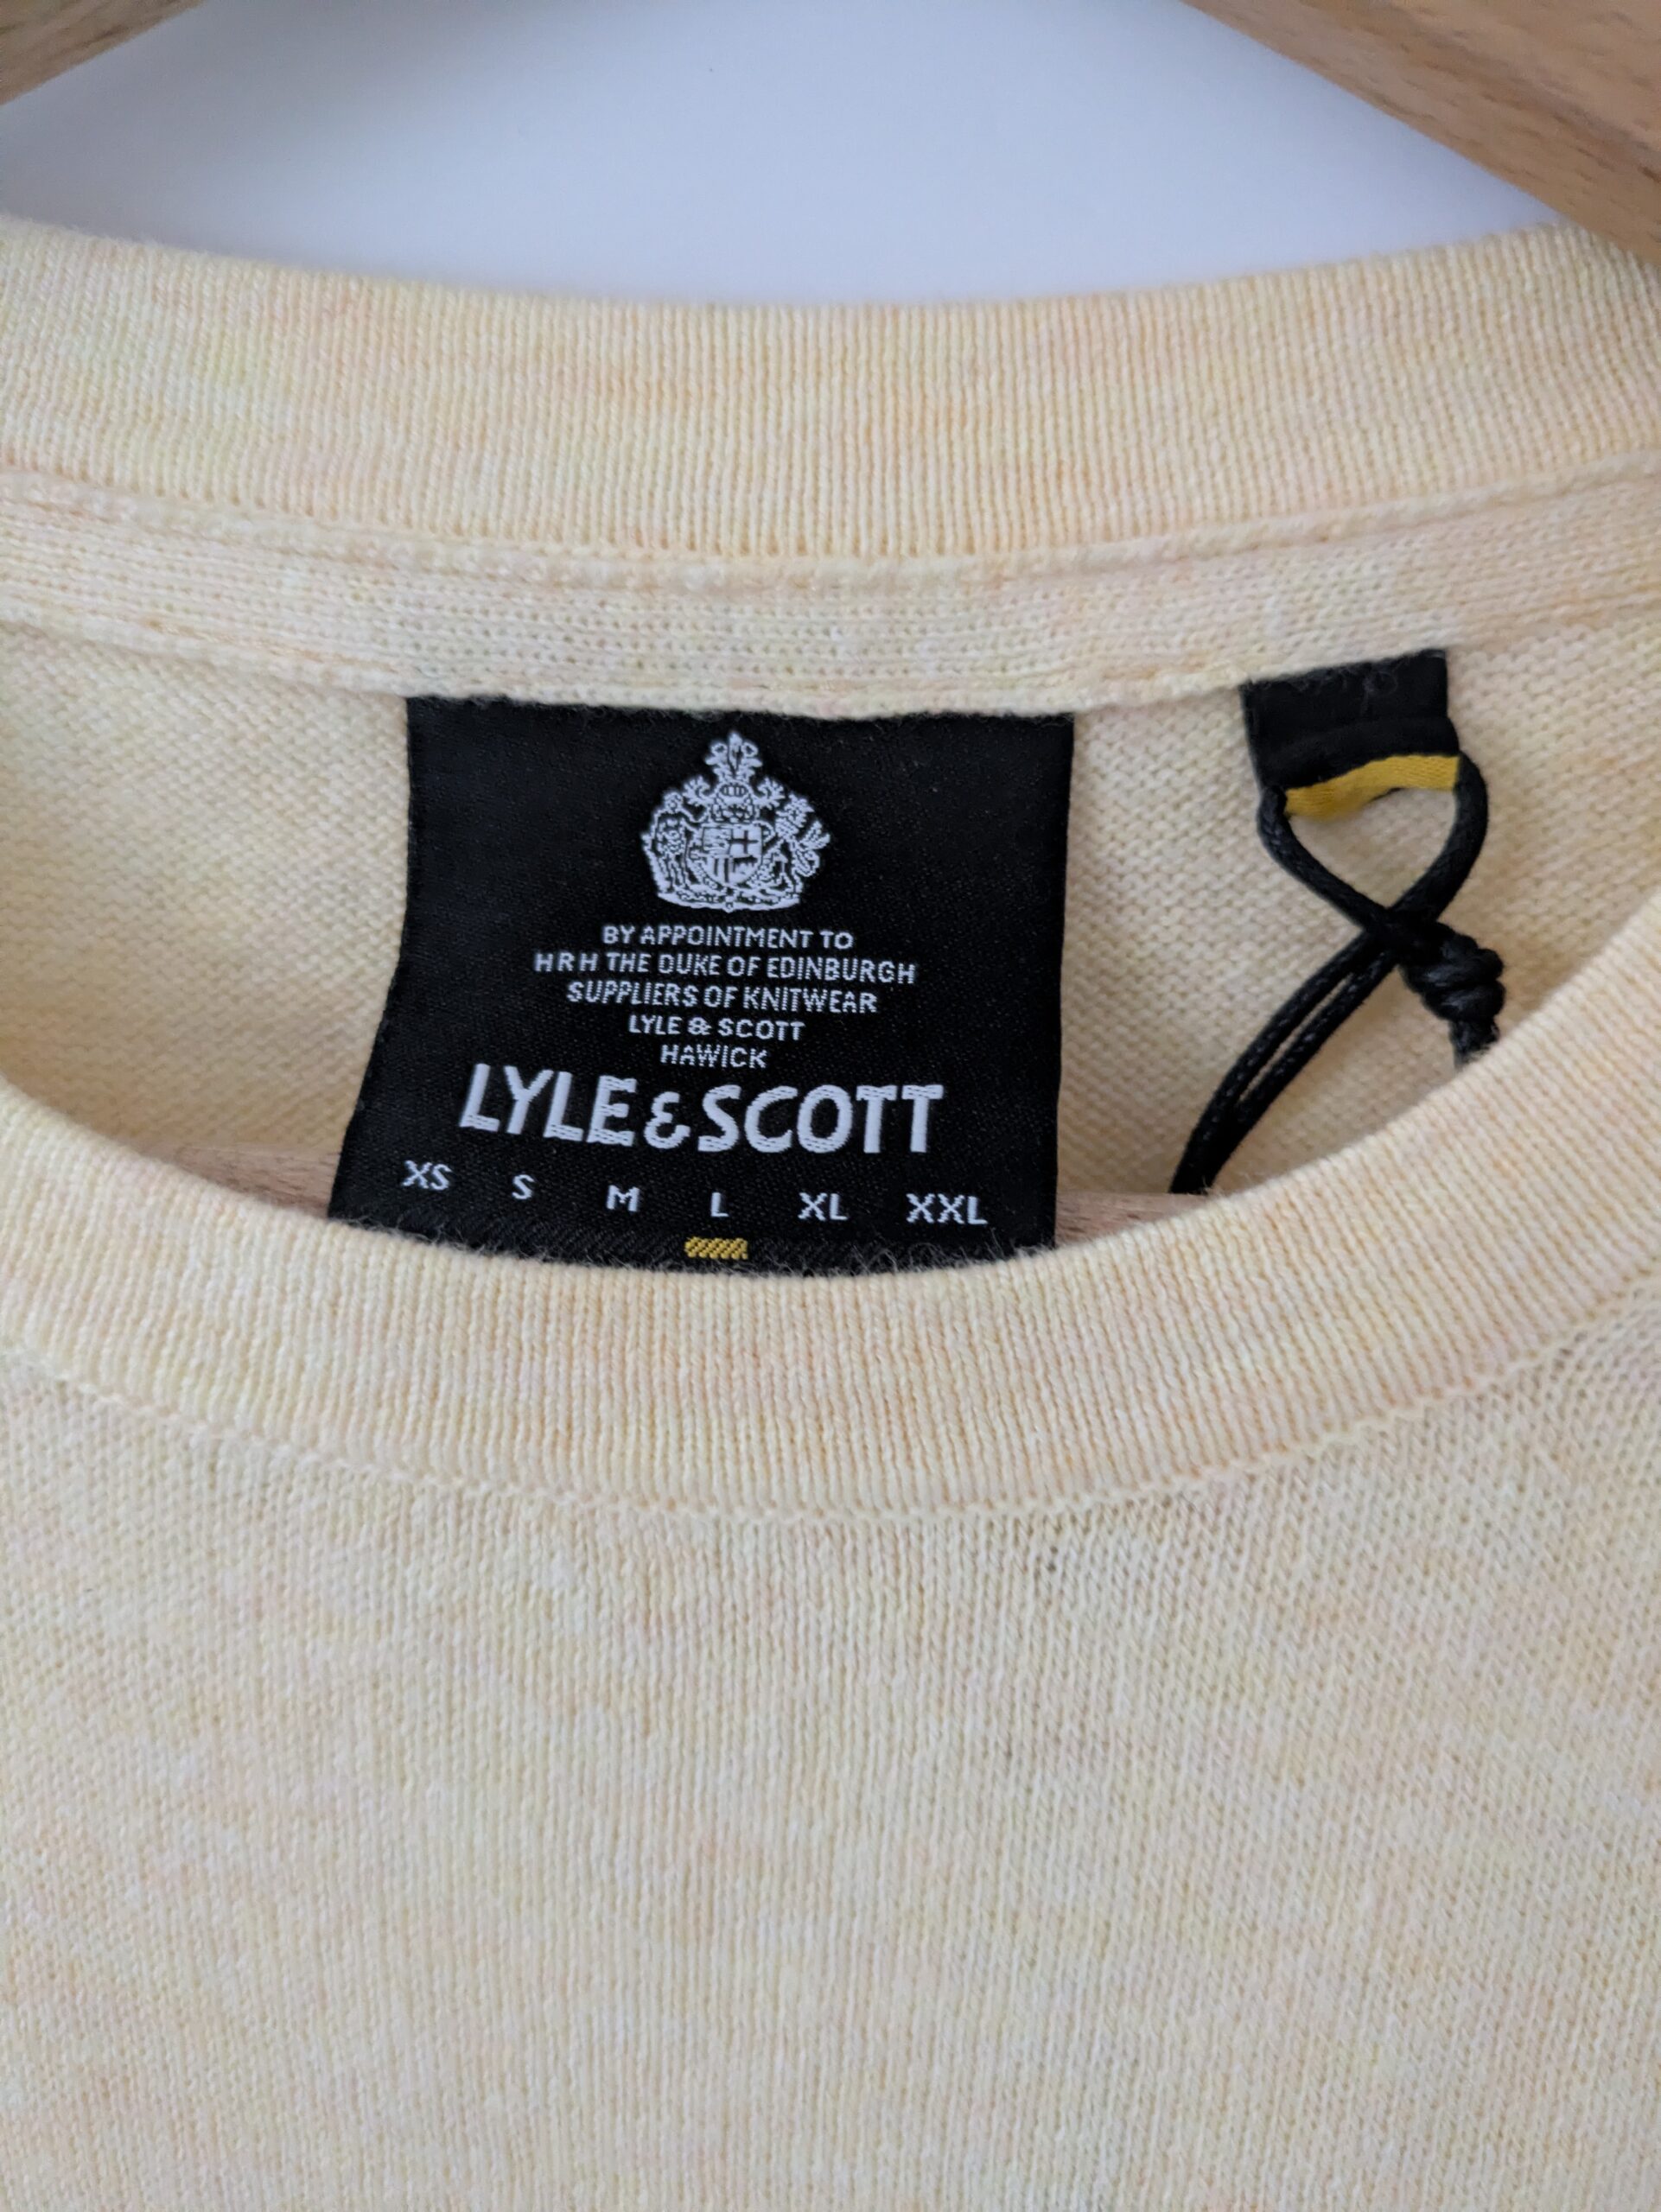 BY APPOINTMENT TO
HRH THE DUKE OF EDINBURGH
SUPPLIERS OF KNITWEAR
LYLE & SCOTT
HAWICK
LYLE & SCOTT
XS S M L XL XXL